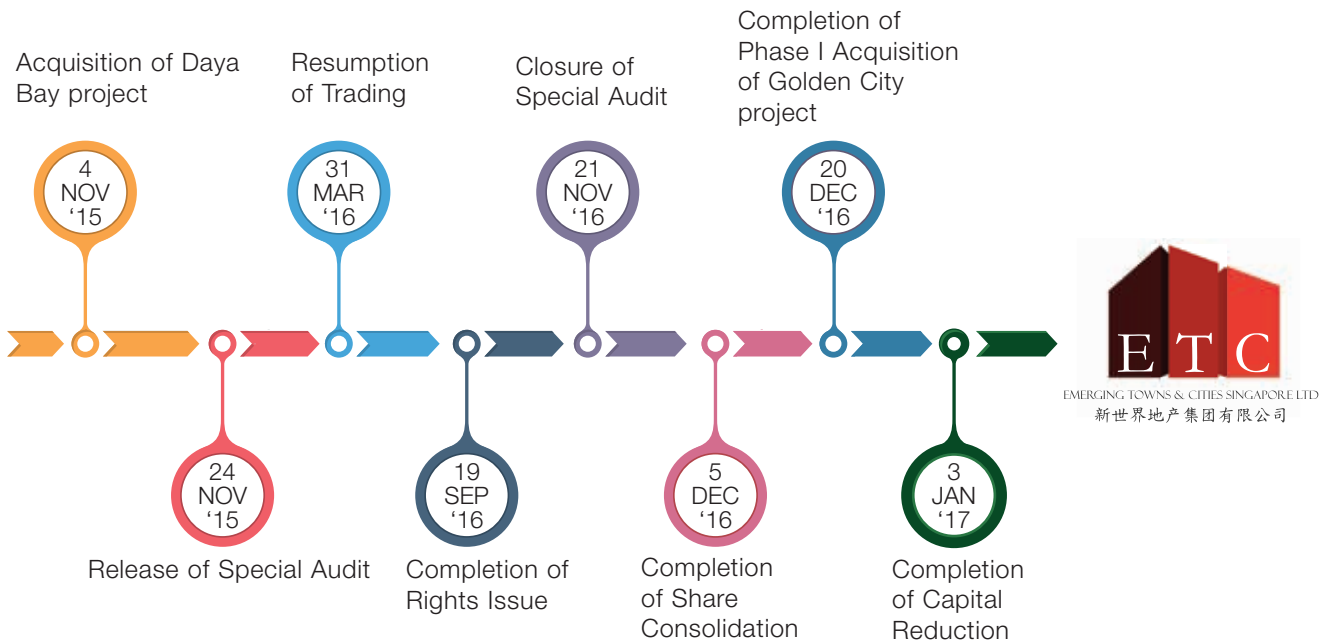 Acquisition of Daya
Bay project
4
NOV
‘15
24
NOV
‘15
Release of Special Audit
Resumption
of Trading
31
MAR
‘16
19
SEP
‘16
Completion of
Rights Issue
Closure of
Special Audit
21
NOV
‘16
5
DEC
‘16
Completion
of Share
Consolidation
Completion of
Phase I Acquisition
of Golden City
project
20
DEC
‘16
3
JAN
‘17
Completion
of Capital
Reduction
E T C
EMERGING TOWNS & CITIES SINGAPORE LTD
新世界地产集团有限公司